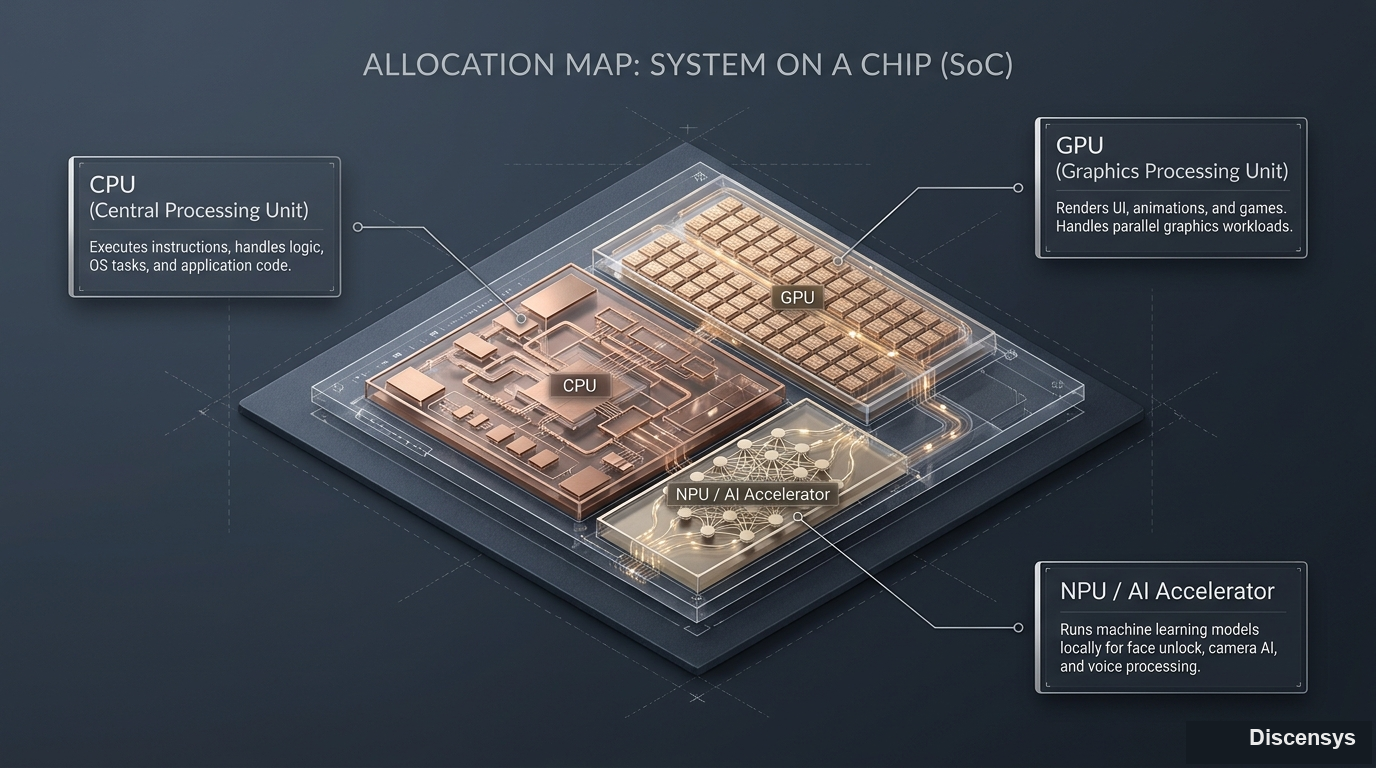 ALLOCATION MAP: SYSTEM ON A CHIP (SoC)
CPU
(Central Processing Unit)
Executes instructions, handles logic,
OS tasks, and application code.
GPU
(Graphics Processing Unit)
Renders UI, animations, and games.
Handles parallel graphics workloads.
GPU
CPU
NPU / AI Accelerator
NPU / AI Accelerator
Runs machine learning models
locally for face unlock, camera AI,
and voice processing.
Discensys